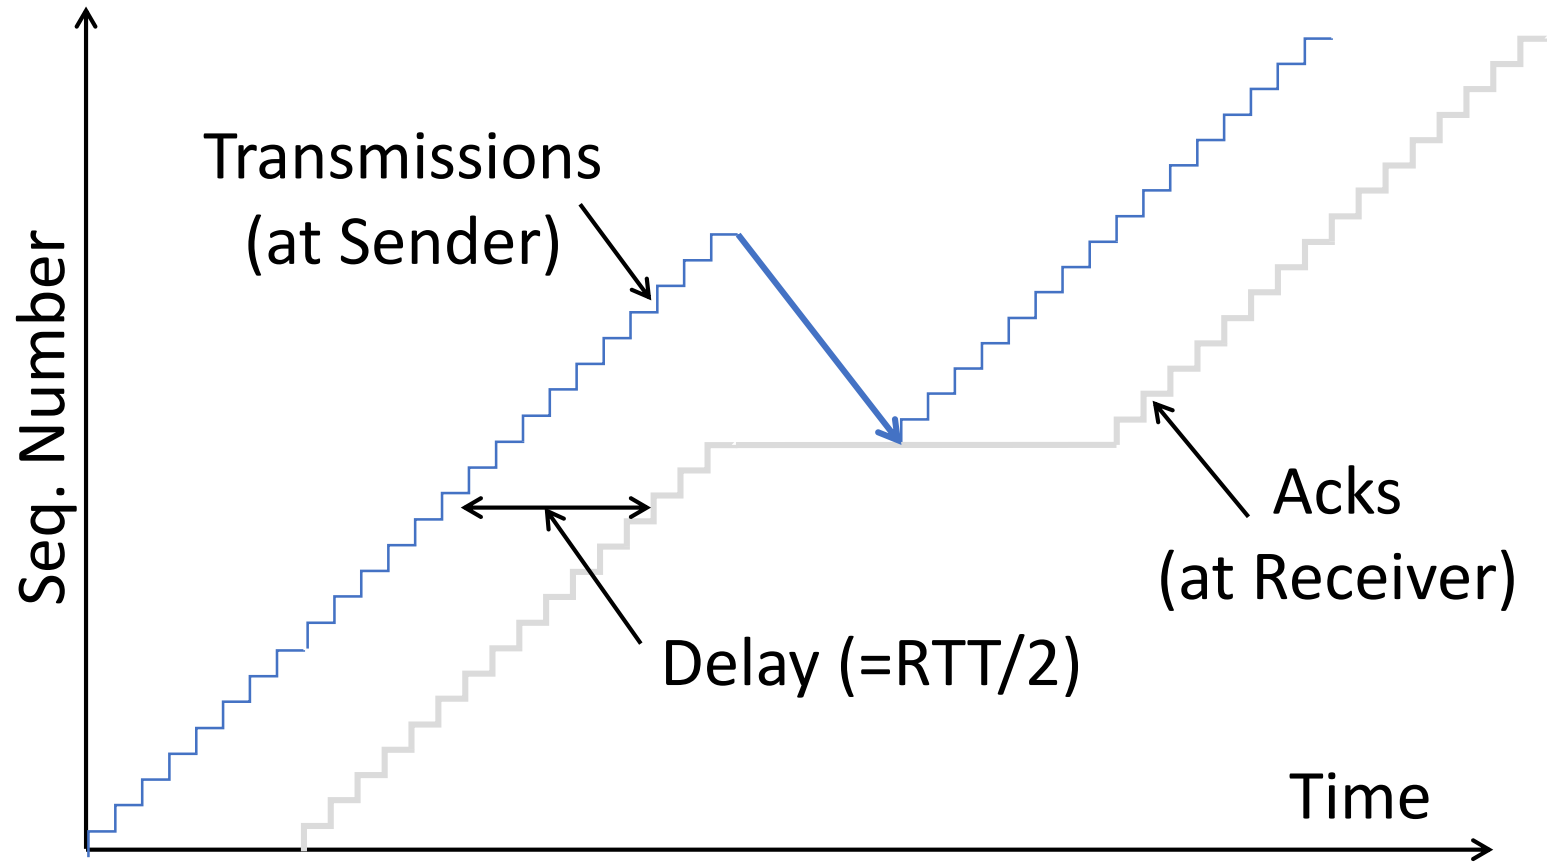 Transmissions
(at Sender)
Seq. Number
Acks
(at Receiver)
Delay (=RTT/2)
Time